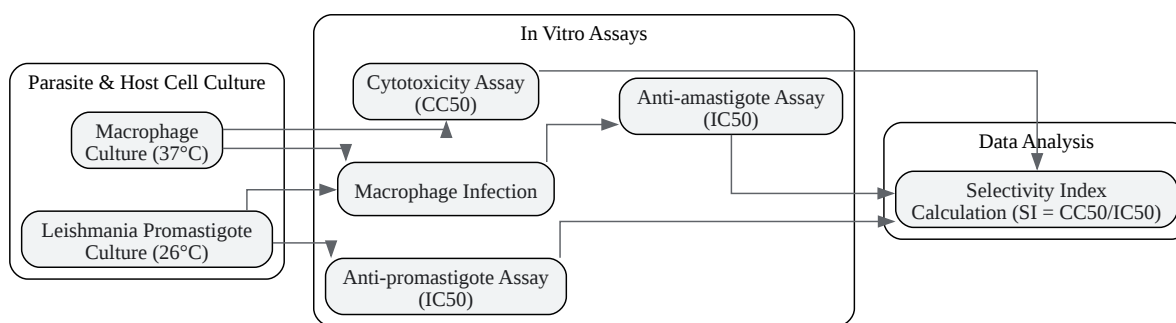 In Vitro Assays
Parasite & Host Cell Culture
Cytotoxicity Assay
(CC50)
Anti-amastigote Assay
(IC50)
Macrophage
Culture (37°C)
Data Analysis
Macrophage Infection
Selectivity Index
Calculation (SI = CC50/IC50)
Leishmania Promastigote
Culture (26°C)
Anti-promastigote Assay
(IC50)